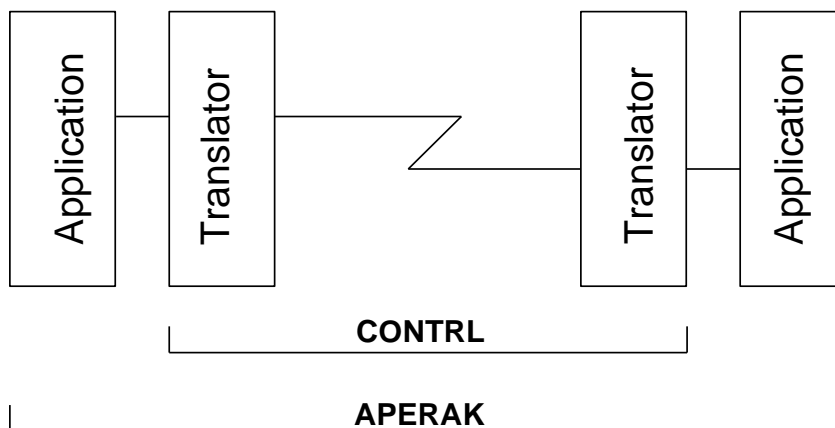 Application
Translator
Translator
Application
CONTRL
APERAK